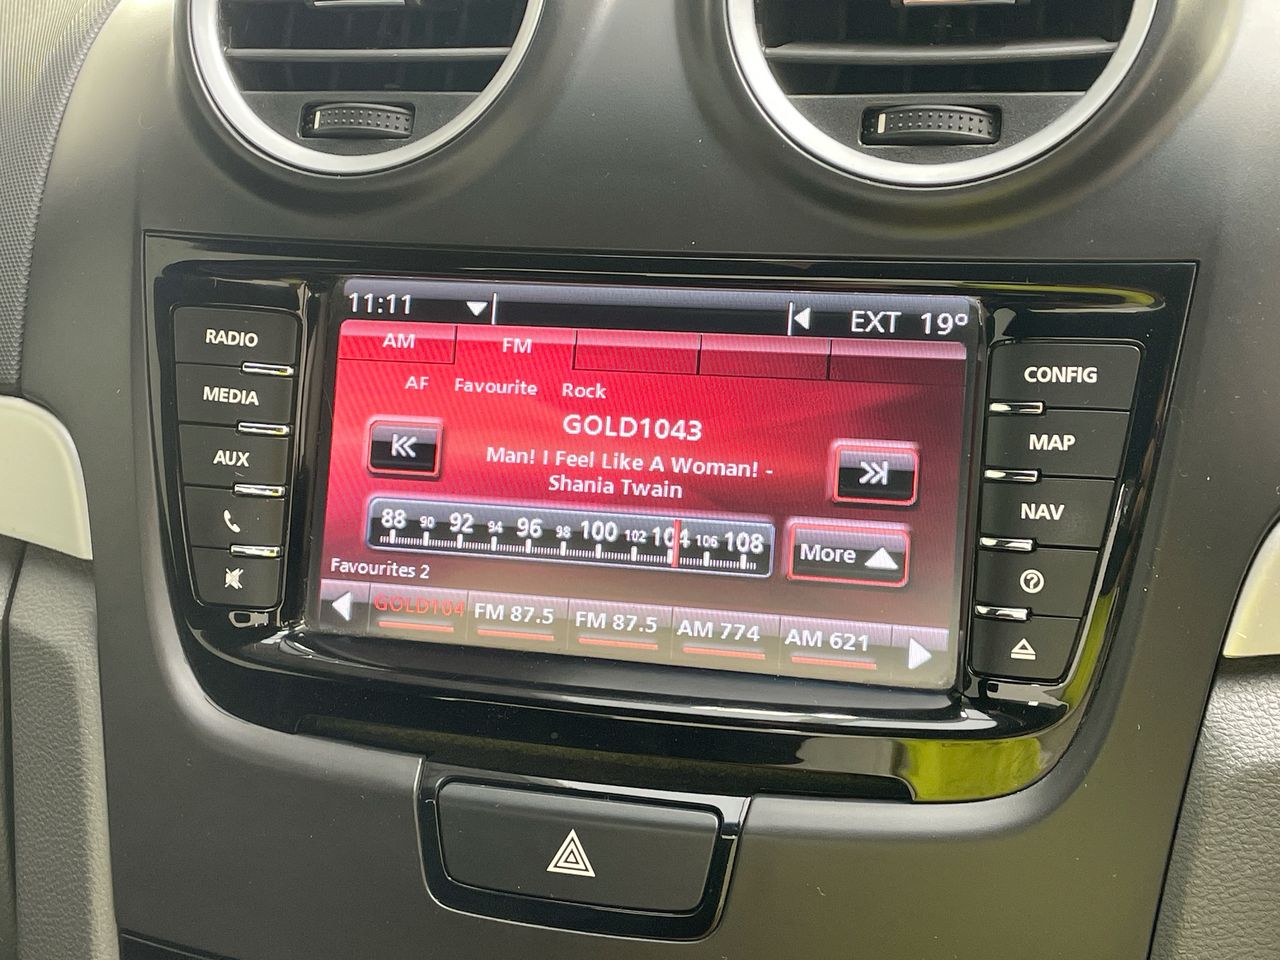 11:11
EXT 19°
RADIO
MEDIA
AUX
AM FM
AF Favourite Rock
GOLD1043
Man! I Feel Like A Woman! -
Shania Twain
88 90 92 94 96 98 100 102 104 106 108
More
Favourites 2
GOLD104 FM 87.5 FM 87.5 AM 774 AM 621
CONFIG
MAP
NAV
?